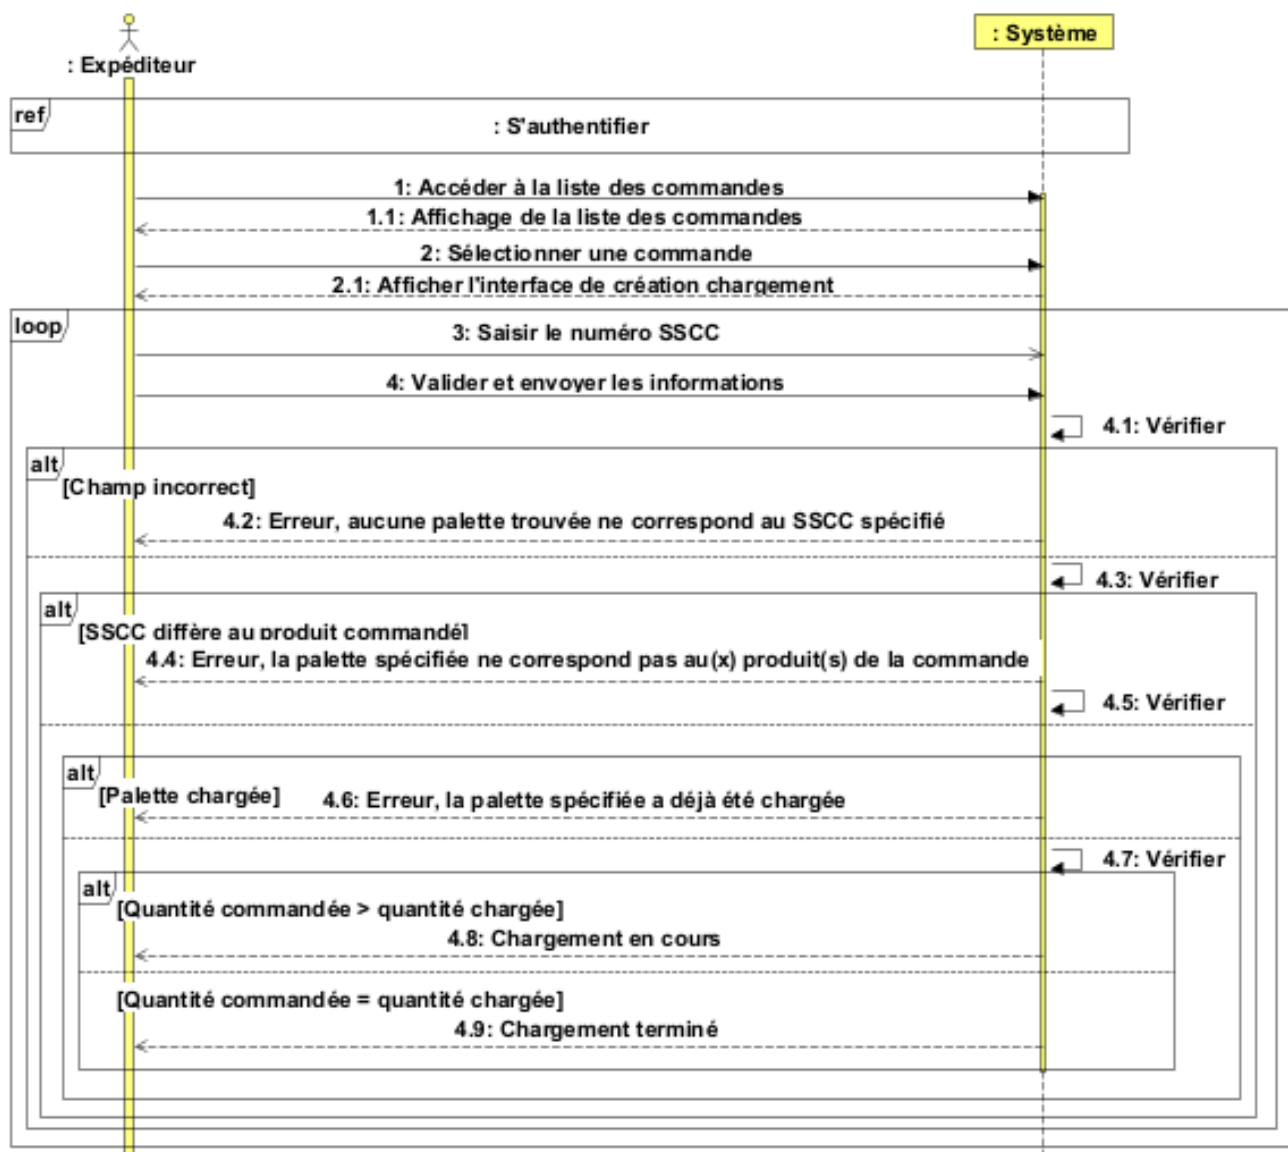 : Système
: Expéditeur
ref
: S'authentifier
1: Accéder à la liste des commandes
1.1: Affichage de la liste des commandes
2: Sélectionner une commande
2.1: Afficher l'interface de création chargement
loop
3: Saisir le numéro SSCC
4: Valider et envoyer les informations
4.1: Vérifier
alt
[Champ incorrect]
4.2: Erreur, aucune palette trouvée ne correspond au SSCC spécifié
4.3: Vérifier
alt
[SSCC diffère au produit commandé]
4.4: Erreur, la palette spécifiée ne correspond pas au(x) produit(s) de la commande
4.5: Vérifier
alt
[Palette chargée]
4.6: Erreur, la palette spécifiée a déjà été chargée
4.7: Vérifier
alt
[Quantité commandée > quantité chargée]
4.8: Chargement en cours
[Quantité commandée = quantité chargée]
4.9: Chargement terminé